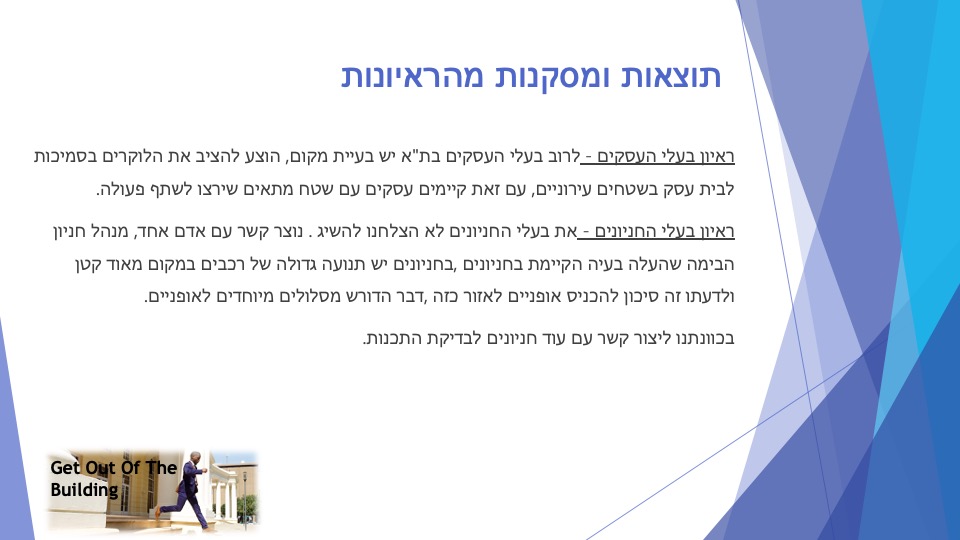 תוצאות ומסקנות מהראיונות
ראיון בעלי העסקים - לרוב בעלי העסקים בת"א יש בעיית מקום, הוצע להציב את הלוקרים בסמיכות
לבית עסק בשטחים עירוניים, עם זאת קיימים עסקים עם שטח מתאים שירצו לשתף פעולה.
ראיון בעלי החניונים - את בעלי החניונים לא הצלחנו להשיג . נוצר קשר עם אדם אחד, מנהל חניון
הבימה שהעלה בעיה הקיימת בחניונים ,בחניונים יש תנועה גדולה של רכבים במקום מאוד קטן
ולדעתו זה סיכון להכניס אופניים לאזור כזה ,דבר הדורש מסלולים מיוחדים לאופניים.
בכוונתנו ליצור קשר עם עוד חניונים לבדיקת התכנות.
Get Out Of The
Building